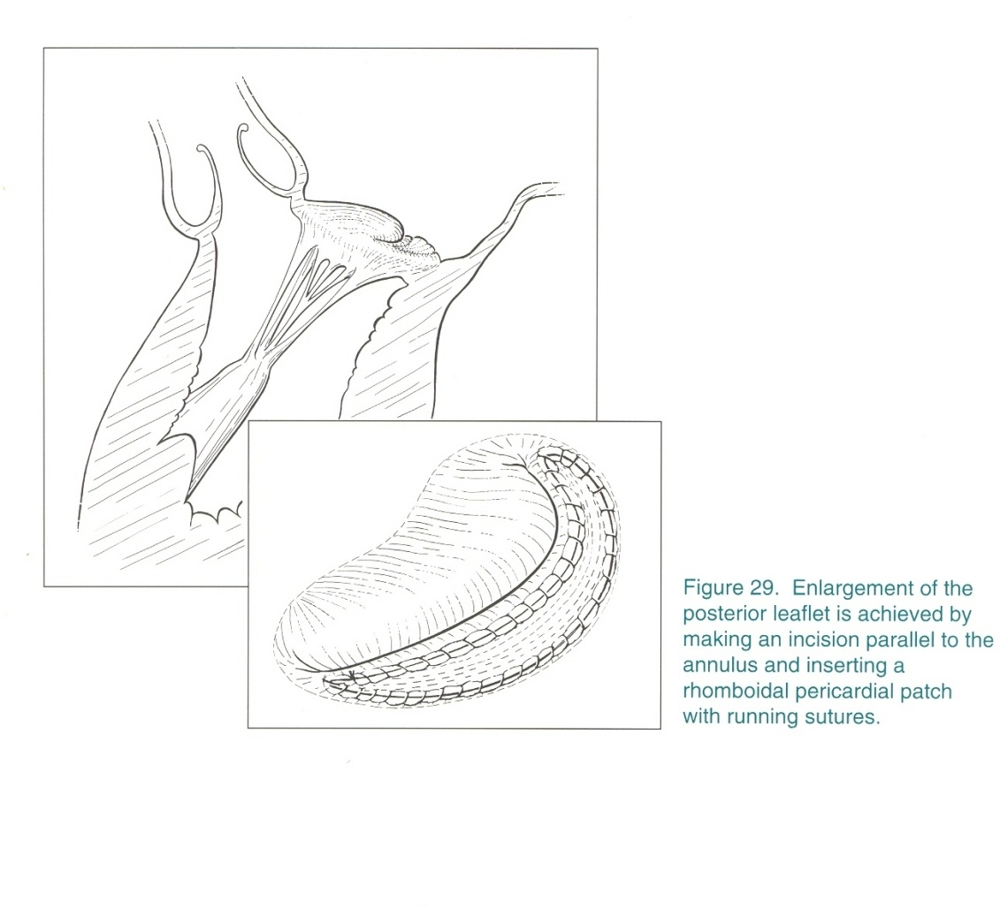 Figure 29. Enlargement of the
posterior leaflet is achieved by
making an incision parallel to the
annulus and inserting a
rhomboidal pericardial patch
with running sutures.